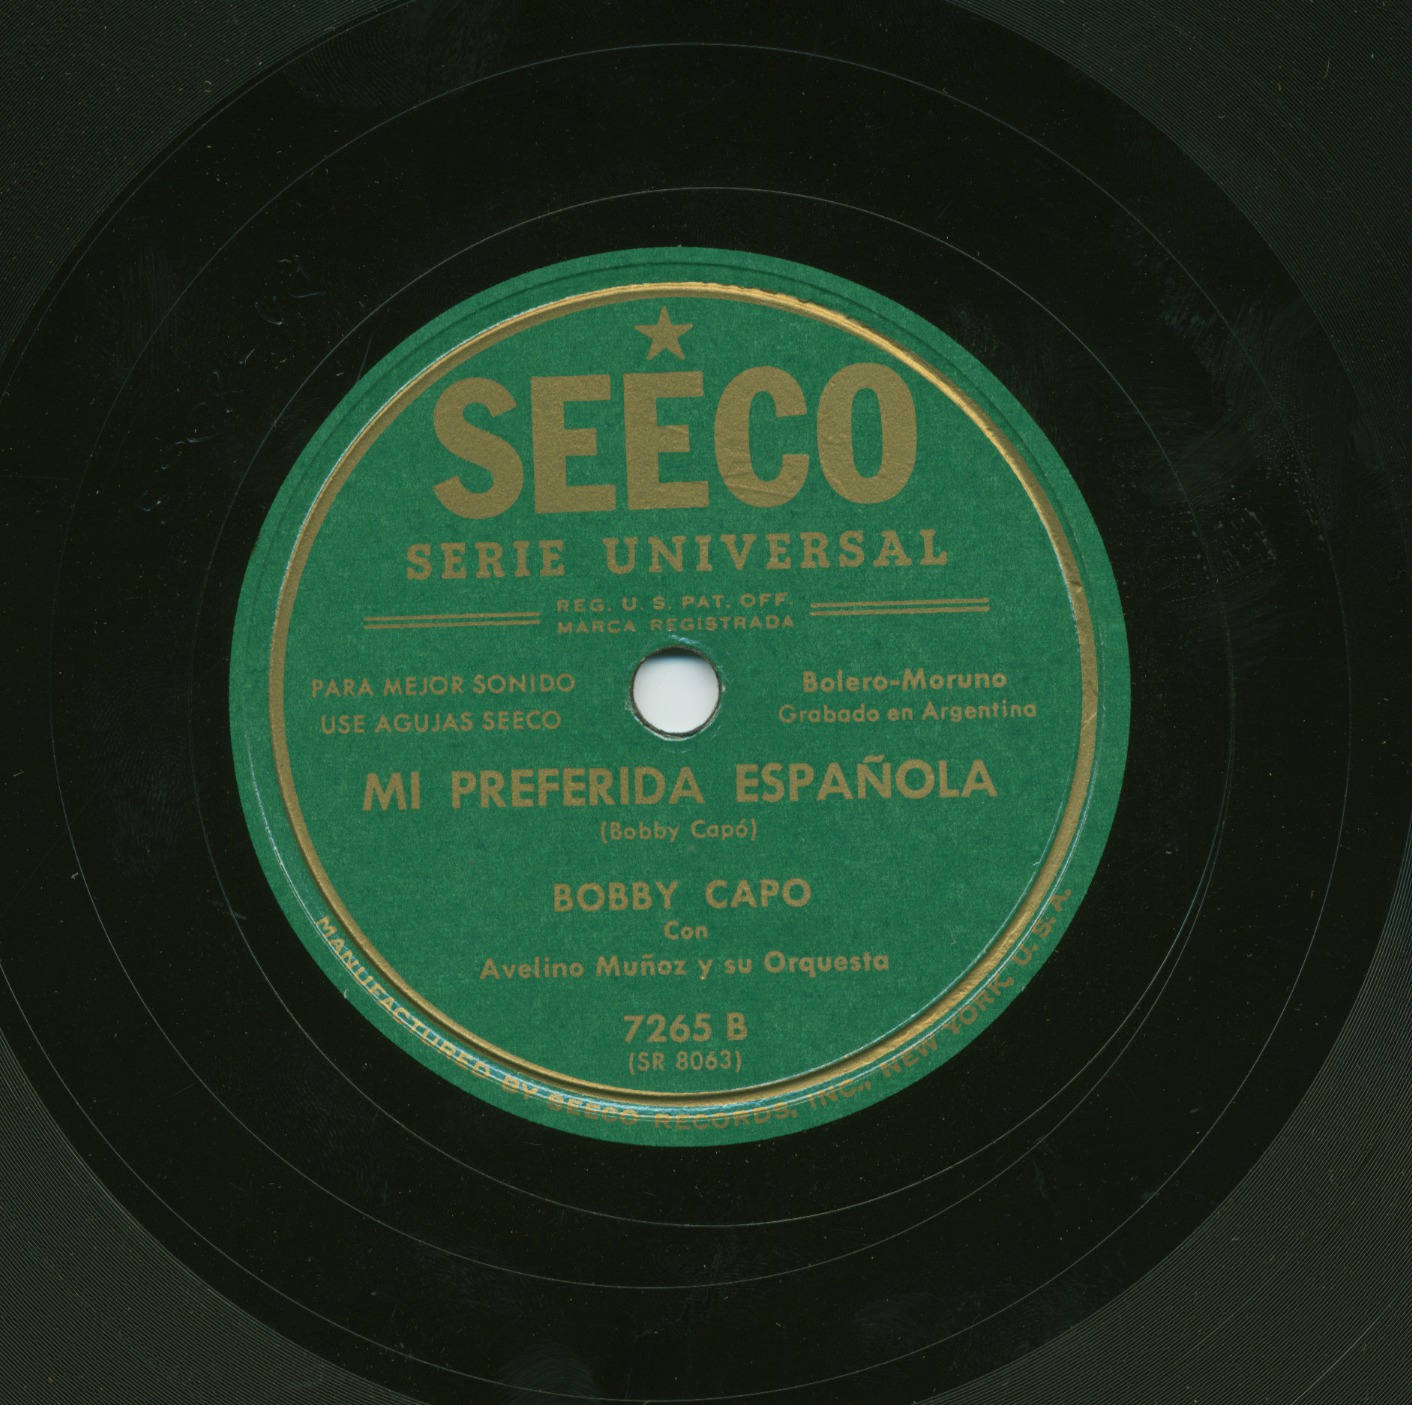 SEECO
SERIE UNIVERSAL
REG. U. S. PAT. OFF.
MARCA REGISTRADA
PARA MEJOR SONIDO
USE AGUJAS SEECO
Bolero-Moruno
Grabado en Argentina
MI PREFERIDA ESPAÑOLA
(Bobby Capó)
BOBBY CAPO
Con
Avelino Muñoz y su Orquesta
7265 B
(SR 8063)
MANUFACTURED BY SEECO RECORDS, INC., NEW YORK, U. S. A.